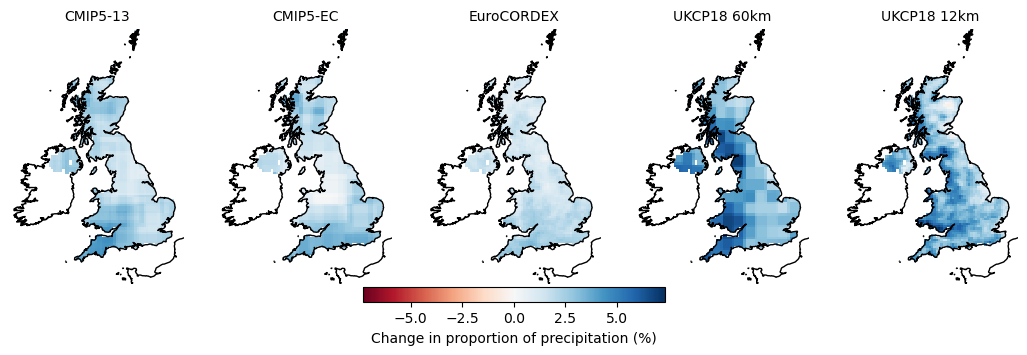 CMIP5-13 CMIP5-EC EuroCORDEX UKCP18 60km UKCP18 12km
−5.0 −2.5 0.0 2.5 5.0
Change in proportion of precipitation (%)